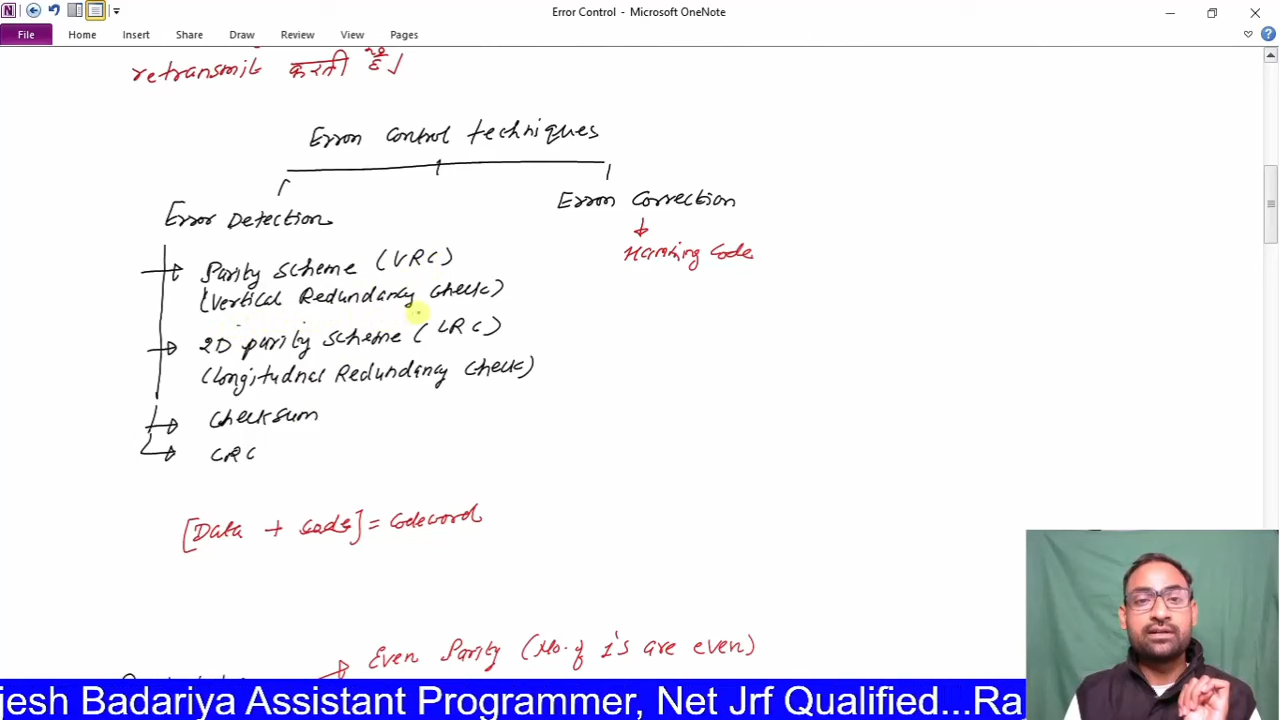 Error Control - Microsoft OneNote
File Home Insert Share Draw Review View Pages
retransmit करती है।
Error Control techniques
Error Detection
Error Correction
Hamming Code
Parity Scheme (VRC)
(Vertical Redundancy Check)
2D parity Scheme (LRC)
(Longitudnal Redundancy Check)
Checksum
CRC
[Data + Code] = Codeword
Even Parity (No. of 1's are even)
jesh Badariya Assistant Programmer, Net Jrf Qualified...Ra